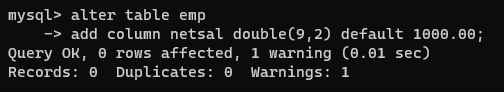 mysql> alter table emp
    -> add column netsal double(9,2) default 1000.00;
Query OK, 0 rows affected, 1 warning (0.01 sec)
Records: 0  Duplicates: 0  Warnings: 1